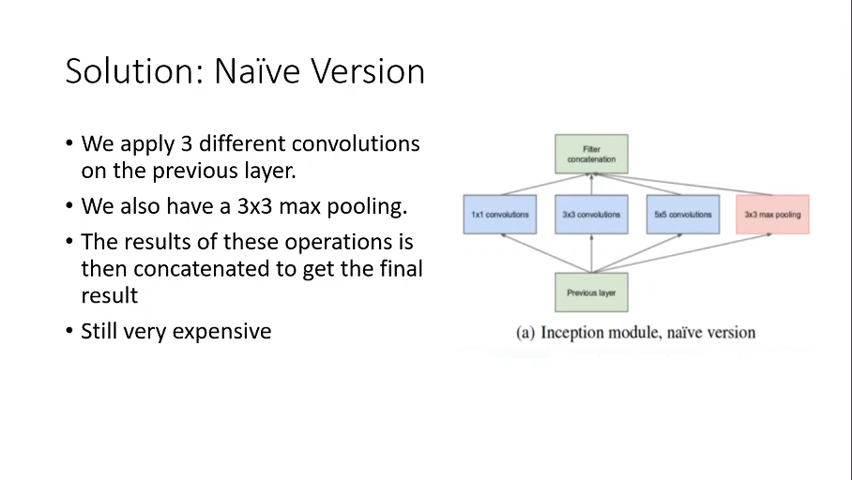 Solution: Naïve Version
• We apply 3 different convolutions
on the previous layer.
• We also have a 3x3 max pooling.
• The results of these operations is
then concatenated to get the final
result
• Still very expensive
Filter
concatenation
1x1 convolutions
3x3 convolutions
5x5 convolutions
3x3 max pooling
Previous layer
(a) Inception module, naïve version